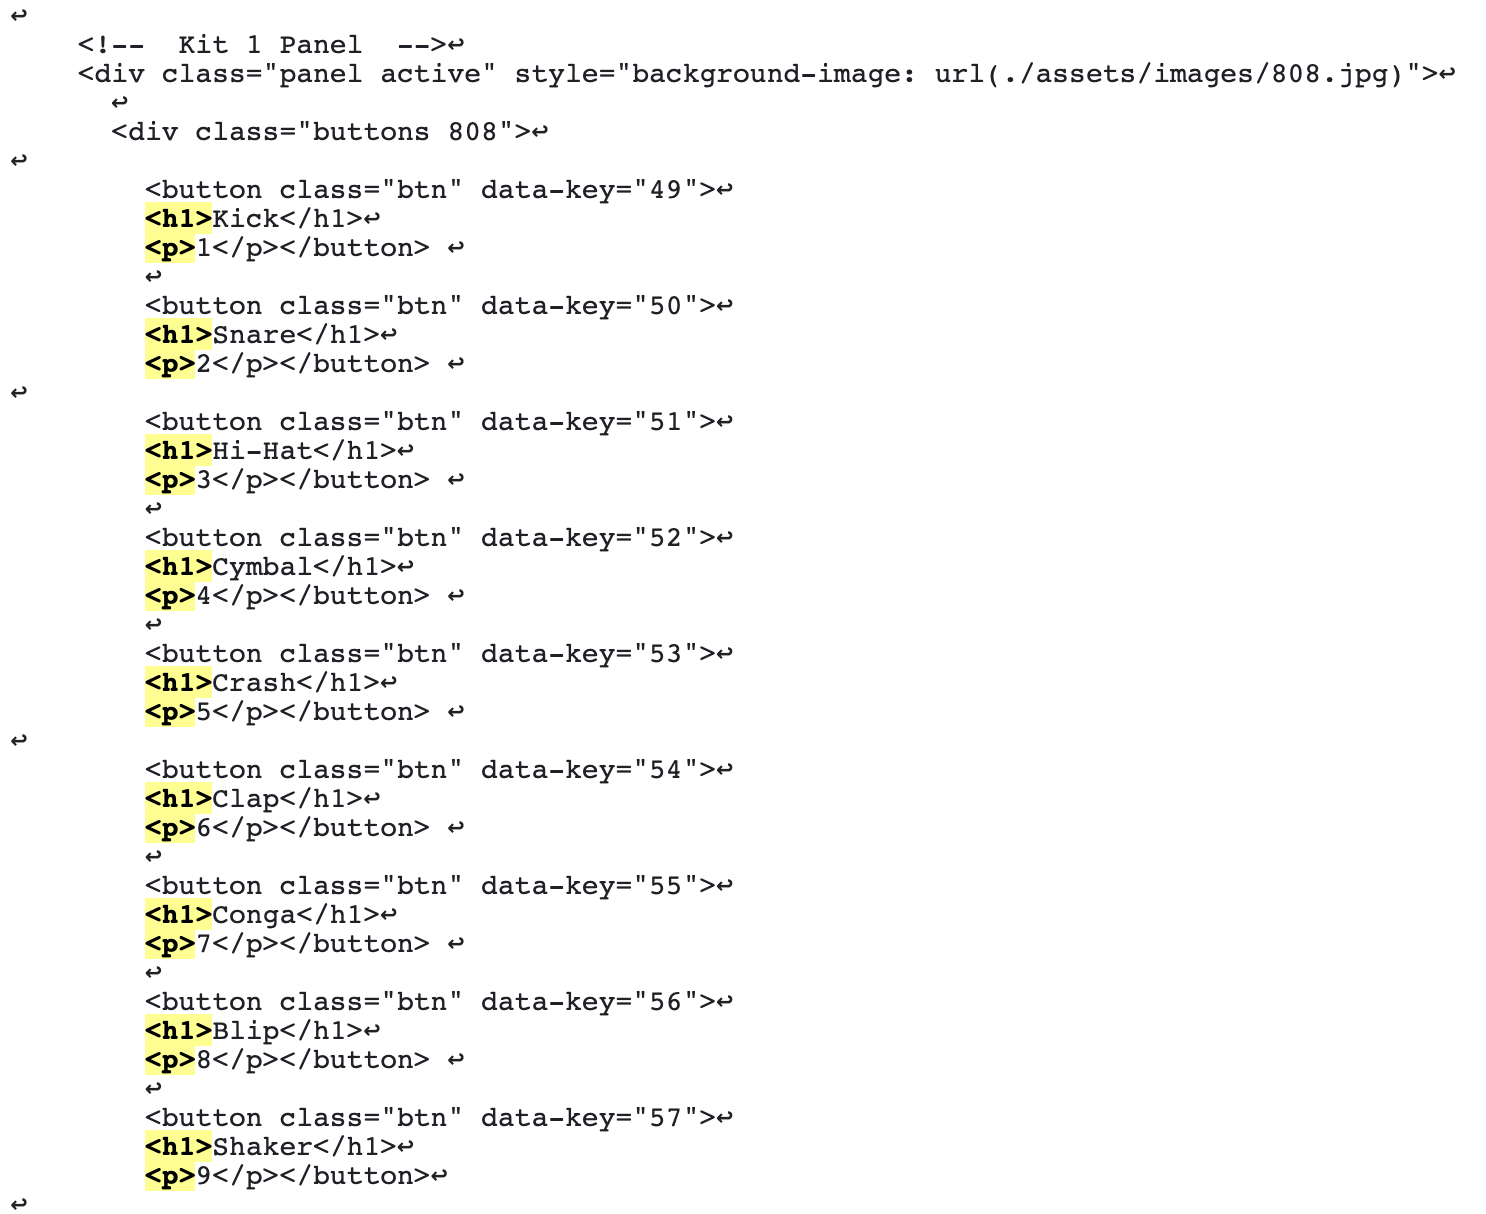 ↩
<!--  Kit 1 Panel  -->↩
<div class="panel active" style="background-image: url(./assets/images/808.jpg)">↩
↩
<div class="buttons 808">↩
↩
<button class="btn" data-key="49">↩
<h1>Kick</h1>↩
<p>1</p></button> ↩
↩
<button class="btn" data-key="50">↩
<h1>Snare</h1>↩
<p>2</p></button> ↩
↩
<button class="btn" data-key="51">↩
<h1>Hi-Hat</h1>↩
<p>3</p></button> ↩
↩
<button class="btn" data-key="52">↩
<h1>Cymbal</h1>↩
<p>4</p></button> ↩
↩
<button class="btn" data-key="53">↩
<h1>Crash</h1>↩
<p>5</p></button> ↩
↩
<button class="btn" data-key="54">↩
<h1>Clap</h1>↩
<p>6</p></button> ↩
↩
<button class="btn" data-key="55">↩
<h1>Conga</h1>↩
<p>7</p></button> ↩
↩
<button class="btn" data-key="56">↩
<h1>Blip</h1>↩
<p>8</p></button> ↩
↩
<button class="btn" data-key="57">↩
<h1>Shaker</h1>↩
<p>9</p></button>↩
↩